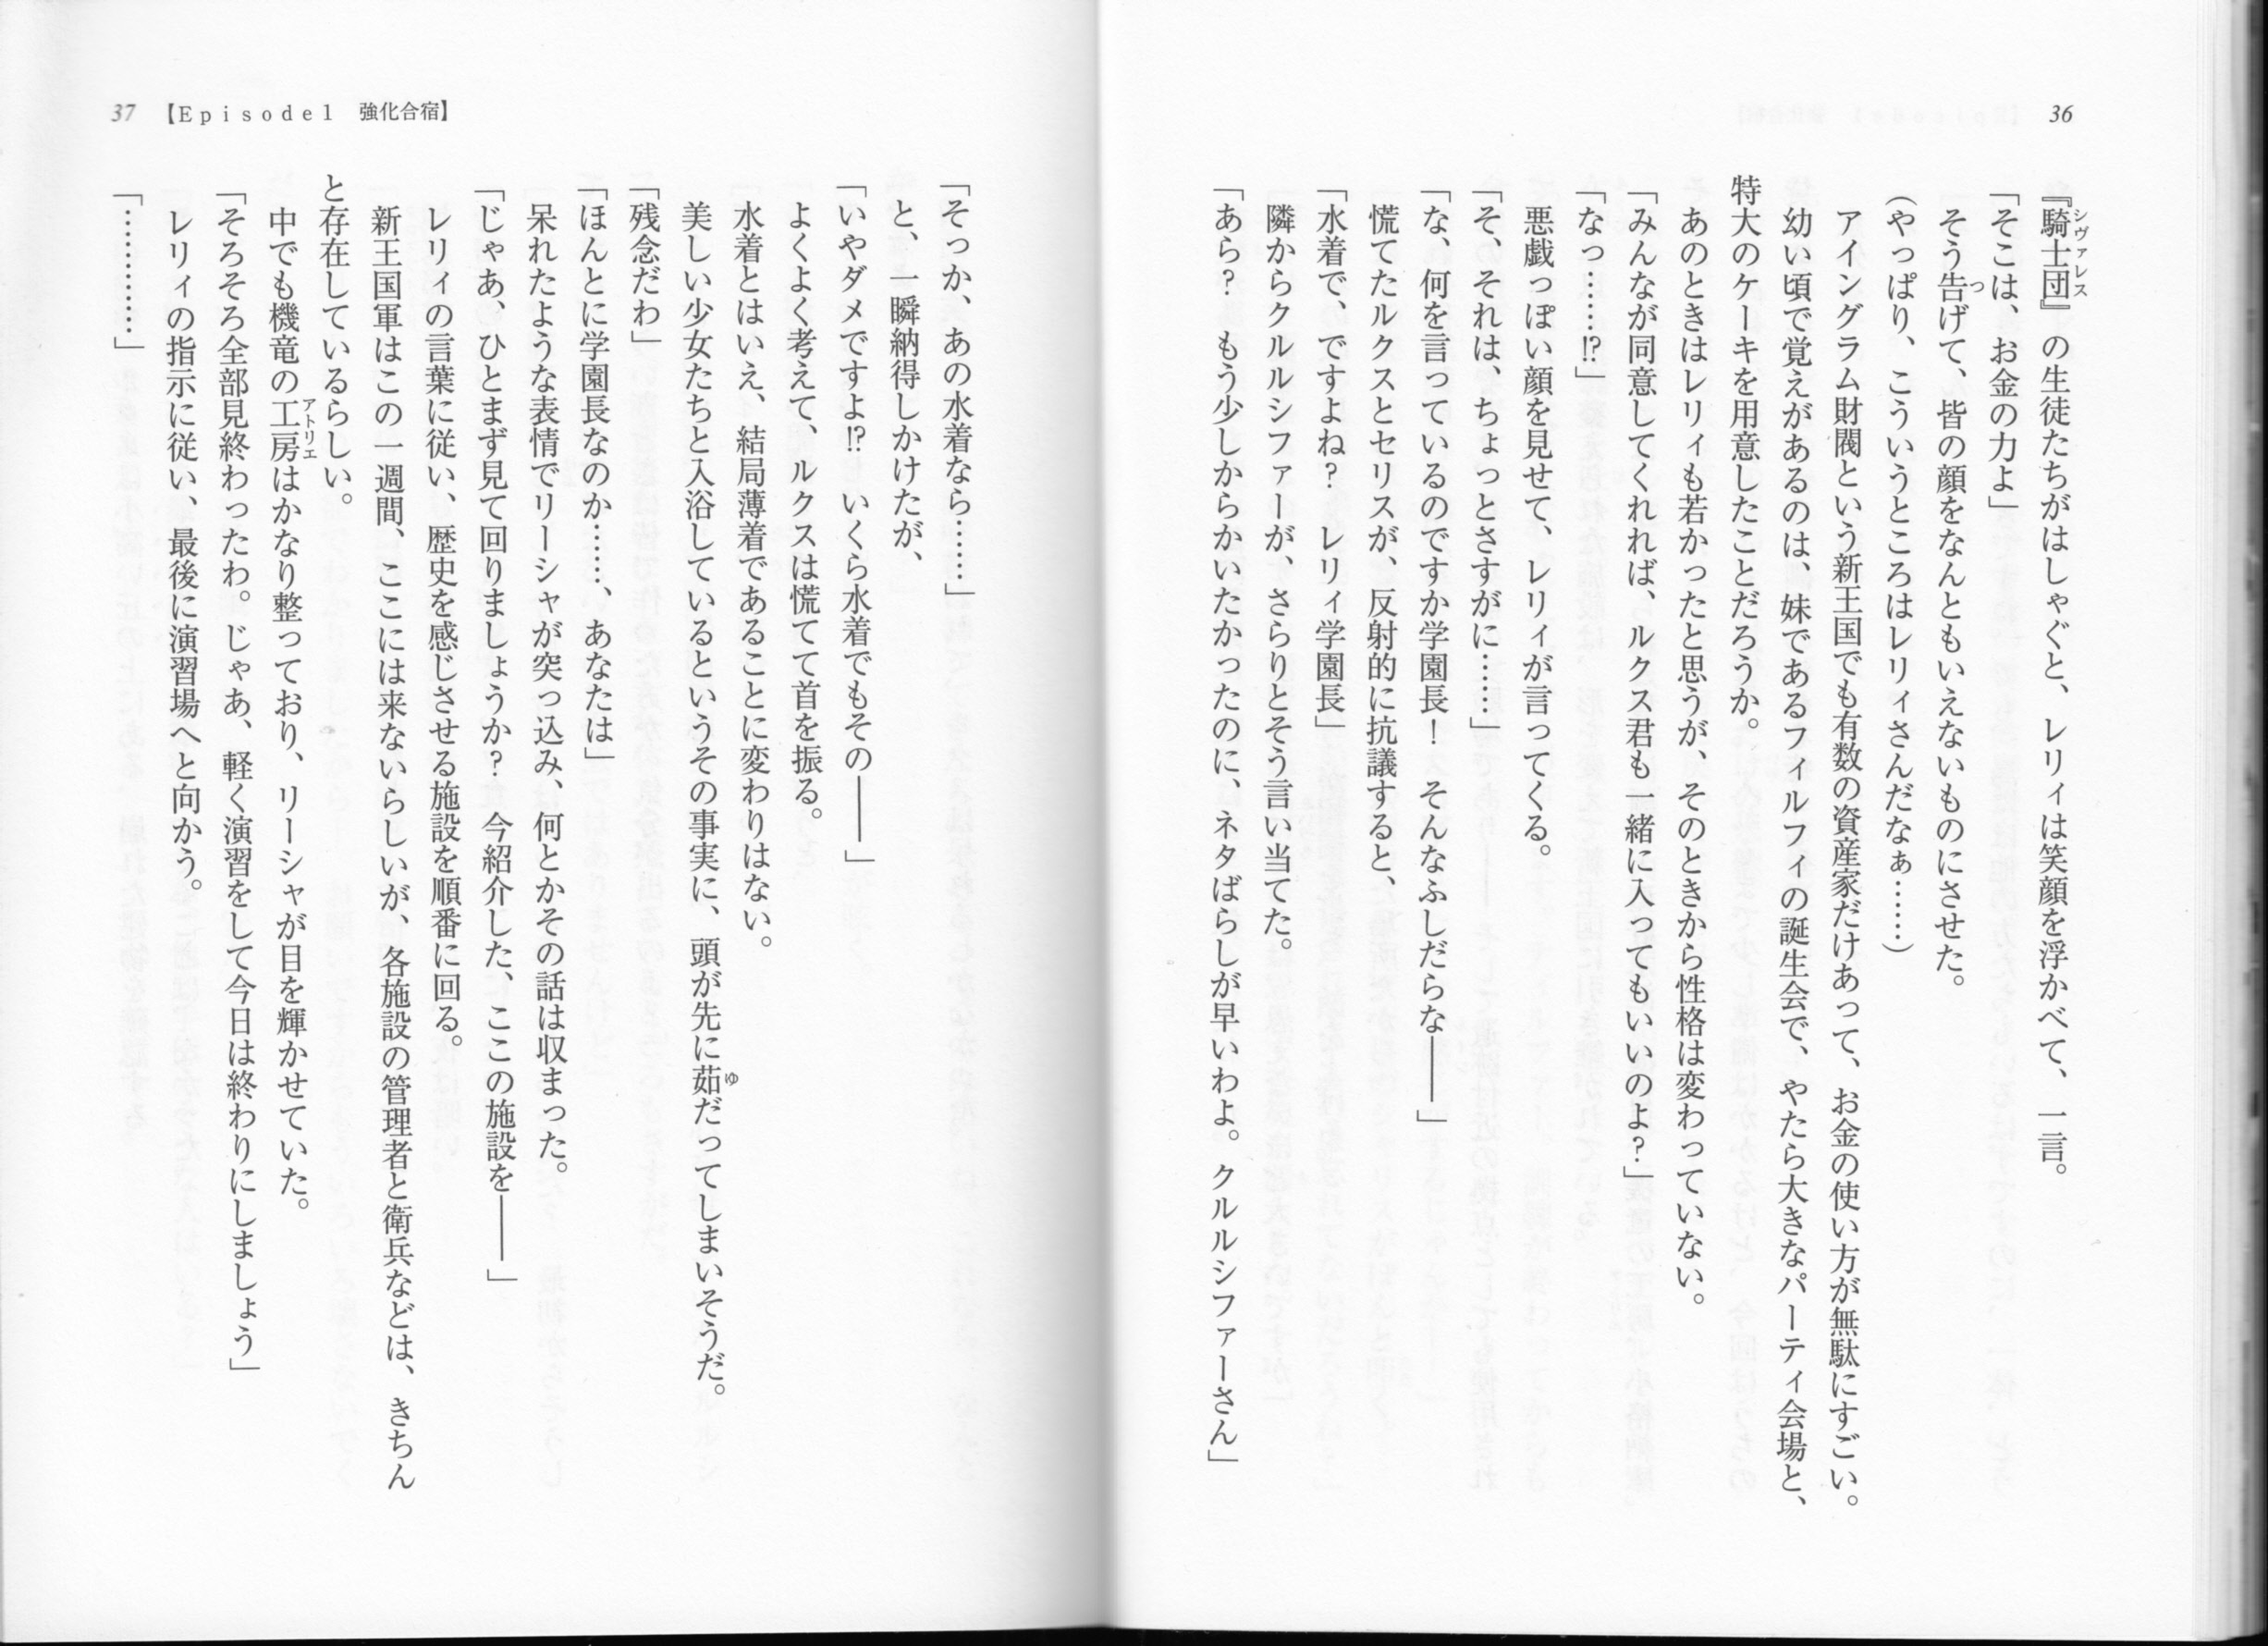 36
『騎士団』の生徒たちがはしゃぐと、レリィは笑顔を浮かべて、一言。
シヴァレス
「そこは、お金の力よ」
そう告げて、皆の顔をなんともいえないものにさせた。
つ
(やっぱり、こういうところはレリィさんだなぁ……)
アイングラム財閥という新王国でも有数の資産家だけあって、お金の使い方が無駄にすごい。
幼い頃で覚えがあるのは、妹であるフィルフィの誕生会で、やたら大きなパーティ会場と、
特大のケーキを用意したことだろうか。
あのときはレリィも若かったと思うが、そのときから性格は変わっていない。
「みんなが同意してくれれば、ルクス君も一緒に入ってもいいのよ?」
「なっ……!?」
悪戯っぽい顔を見せて、レリィが言ってくる。
「そ、それは、ちょっとさすがに……」
「な、何を言っているのですか学園長! そんなふしだらな――」
慌てたルクスとセリスが、反射的に抗議すると、
「水着で、ですよね? レリィ学園長」
隣からクルルシファーが、さらりとそう言い当てた。
「あら? もう少しからかいたかったのに、ネタばらしが早いわよ。クルルシファーさん」
37 【Episode1 強化合宿】
「そっか、あの水着なら……」
と、一瞬納得しかけたが、
「いやダメですよ!? いくら水着でもその――」
よくよく考えて、ルクスは慌てて首を振る。
水着とはいえ、結局薄着であることに変わりはない。
美しい少女たちと入浴しているというその事実に、頭が先に茹だってしまいそうだ。
ゆ
「残念だわ」
「ほんとに学園長なのか……、あなたは」
呆れたような表情でリーシャが突っ込み、何とかその話は収まった。
「じゃあ、ひとまず見て回りましょうか? 今紹介した、ここの施設を――」
レリィの言葉に従い、歴史を感じさせる施設を順番に回る。
新王国軍はこの一週間、ここには来ないらしいが、各施設の管理者と衛兵などは、きちん
と存在しているらしい。
中でも機竜の工房はかなり整っており、リーシャが目を輝かせていた。
アトリエ
「そろそろ全部見終わったわ。じゃあ、軽く演習をして今日は終わりにしましょう」
レリィの指示に従い、最後に演習場へと向かう。
「…………」